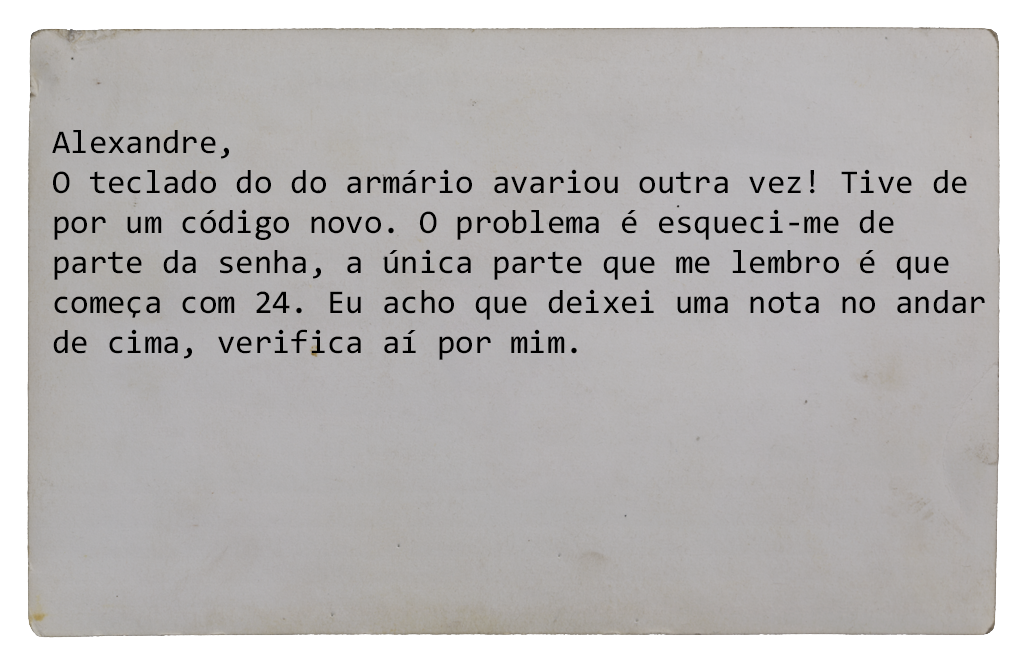 Alexandre,
O teclado do do armário avariou outra vez! Tive de
por um código novo. O problema é esqueci-me de
parte da senha, a única parte que me lembro é que
começa com 24. Eu acho que deixei uma nota no andar
de cima, verifica aí por mim.